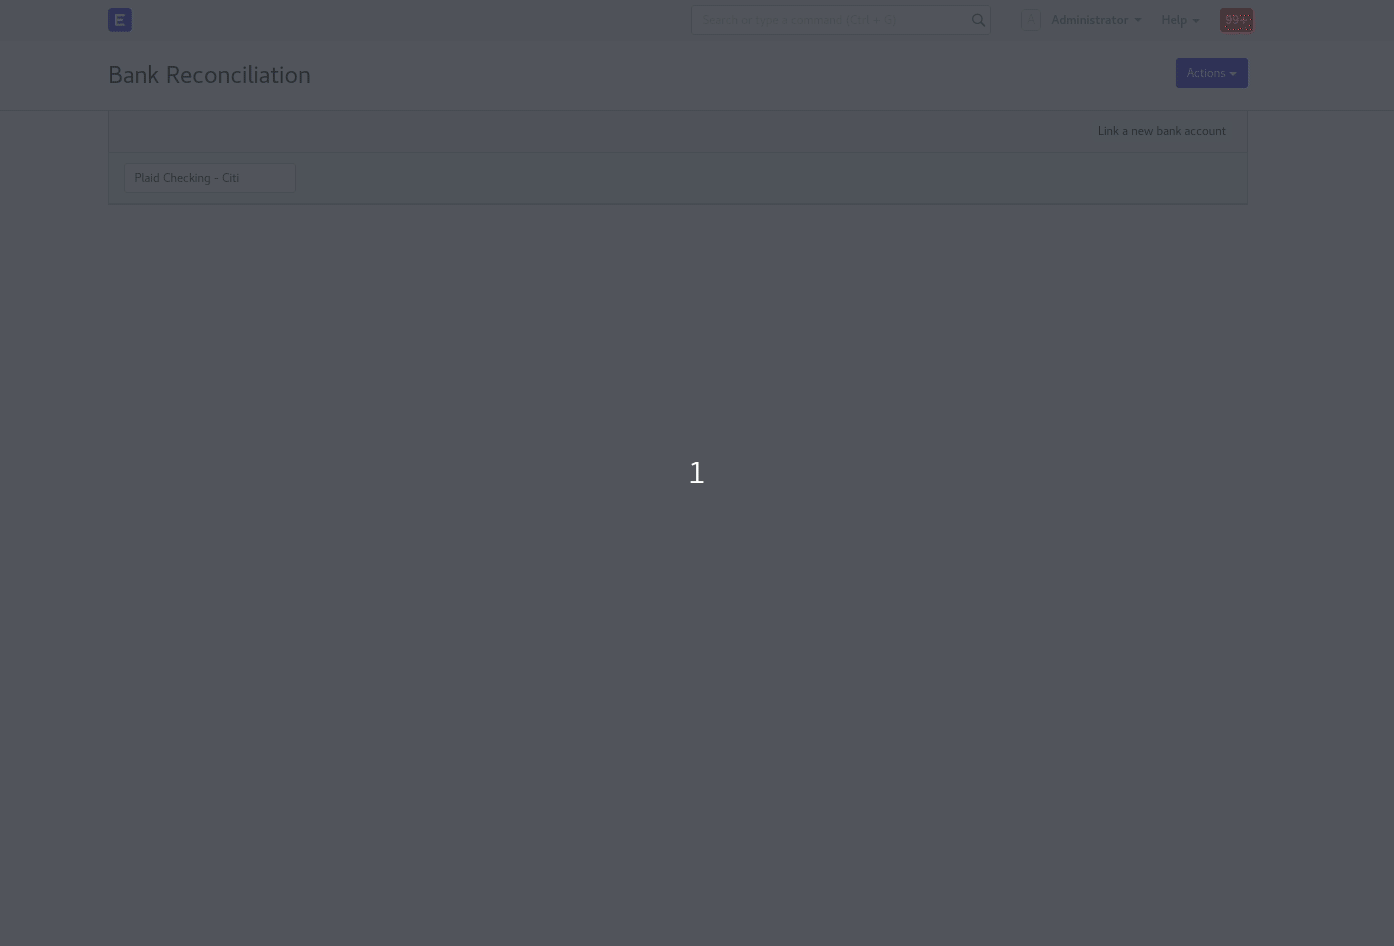 E
Search or type a command (Ctrl + G)
Administrator
Help
99+
Bank Reconciliation
Actions
Link a new bank account
Plaid Checking - Citi
1